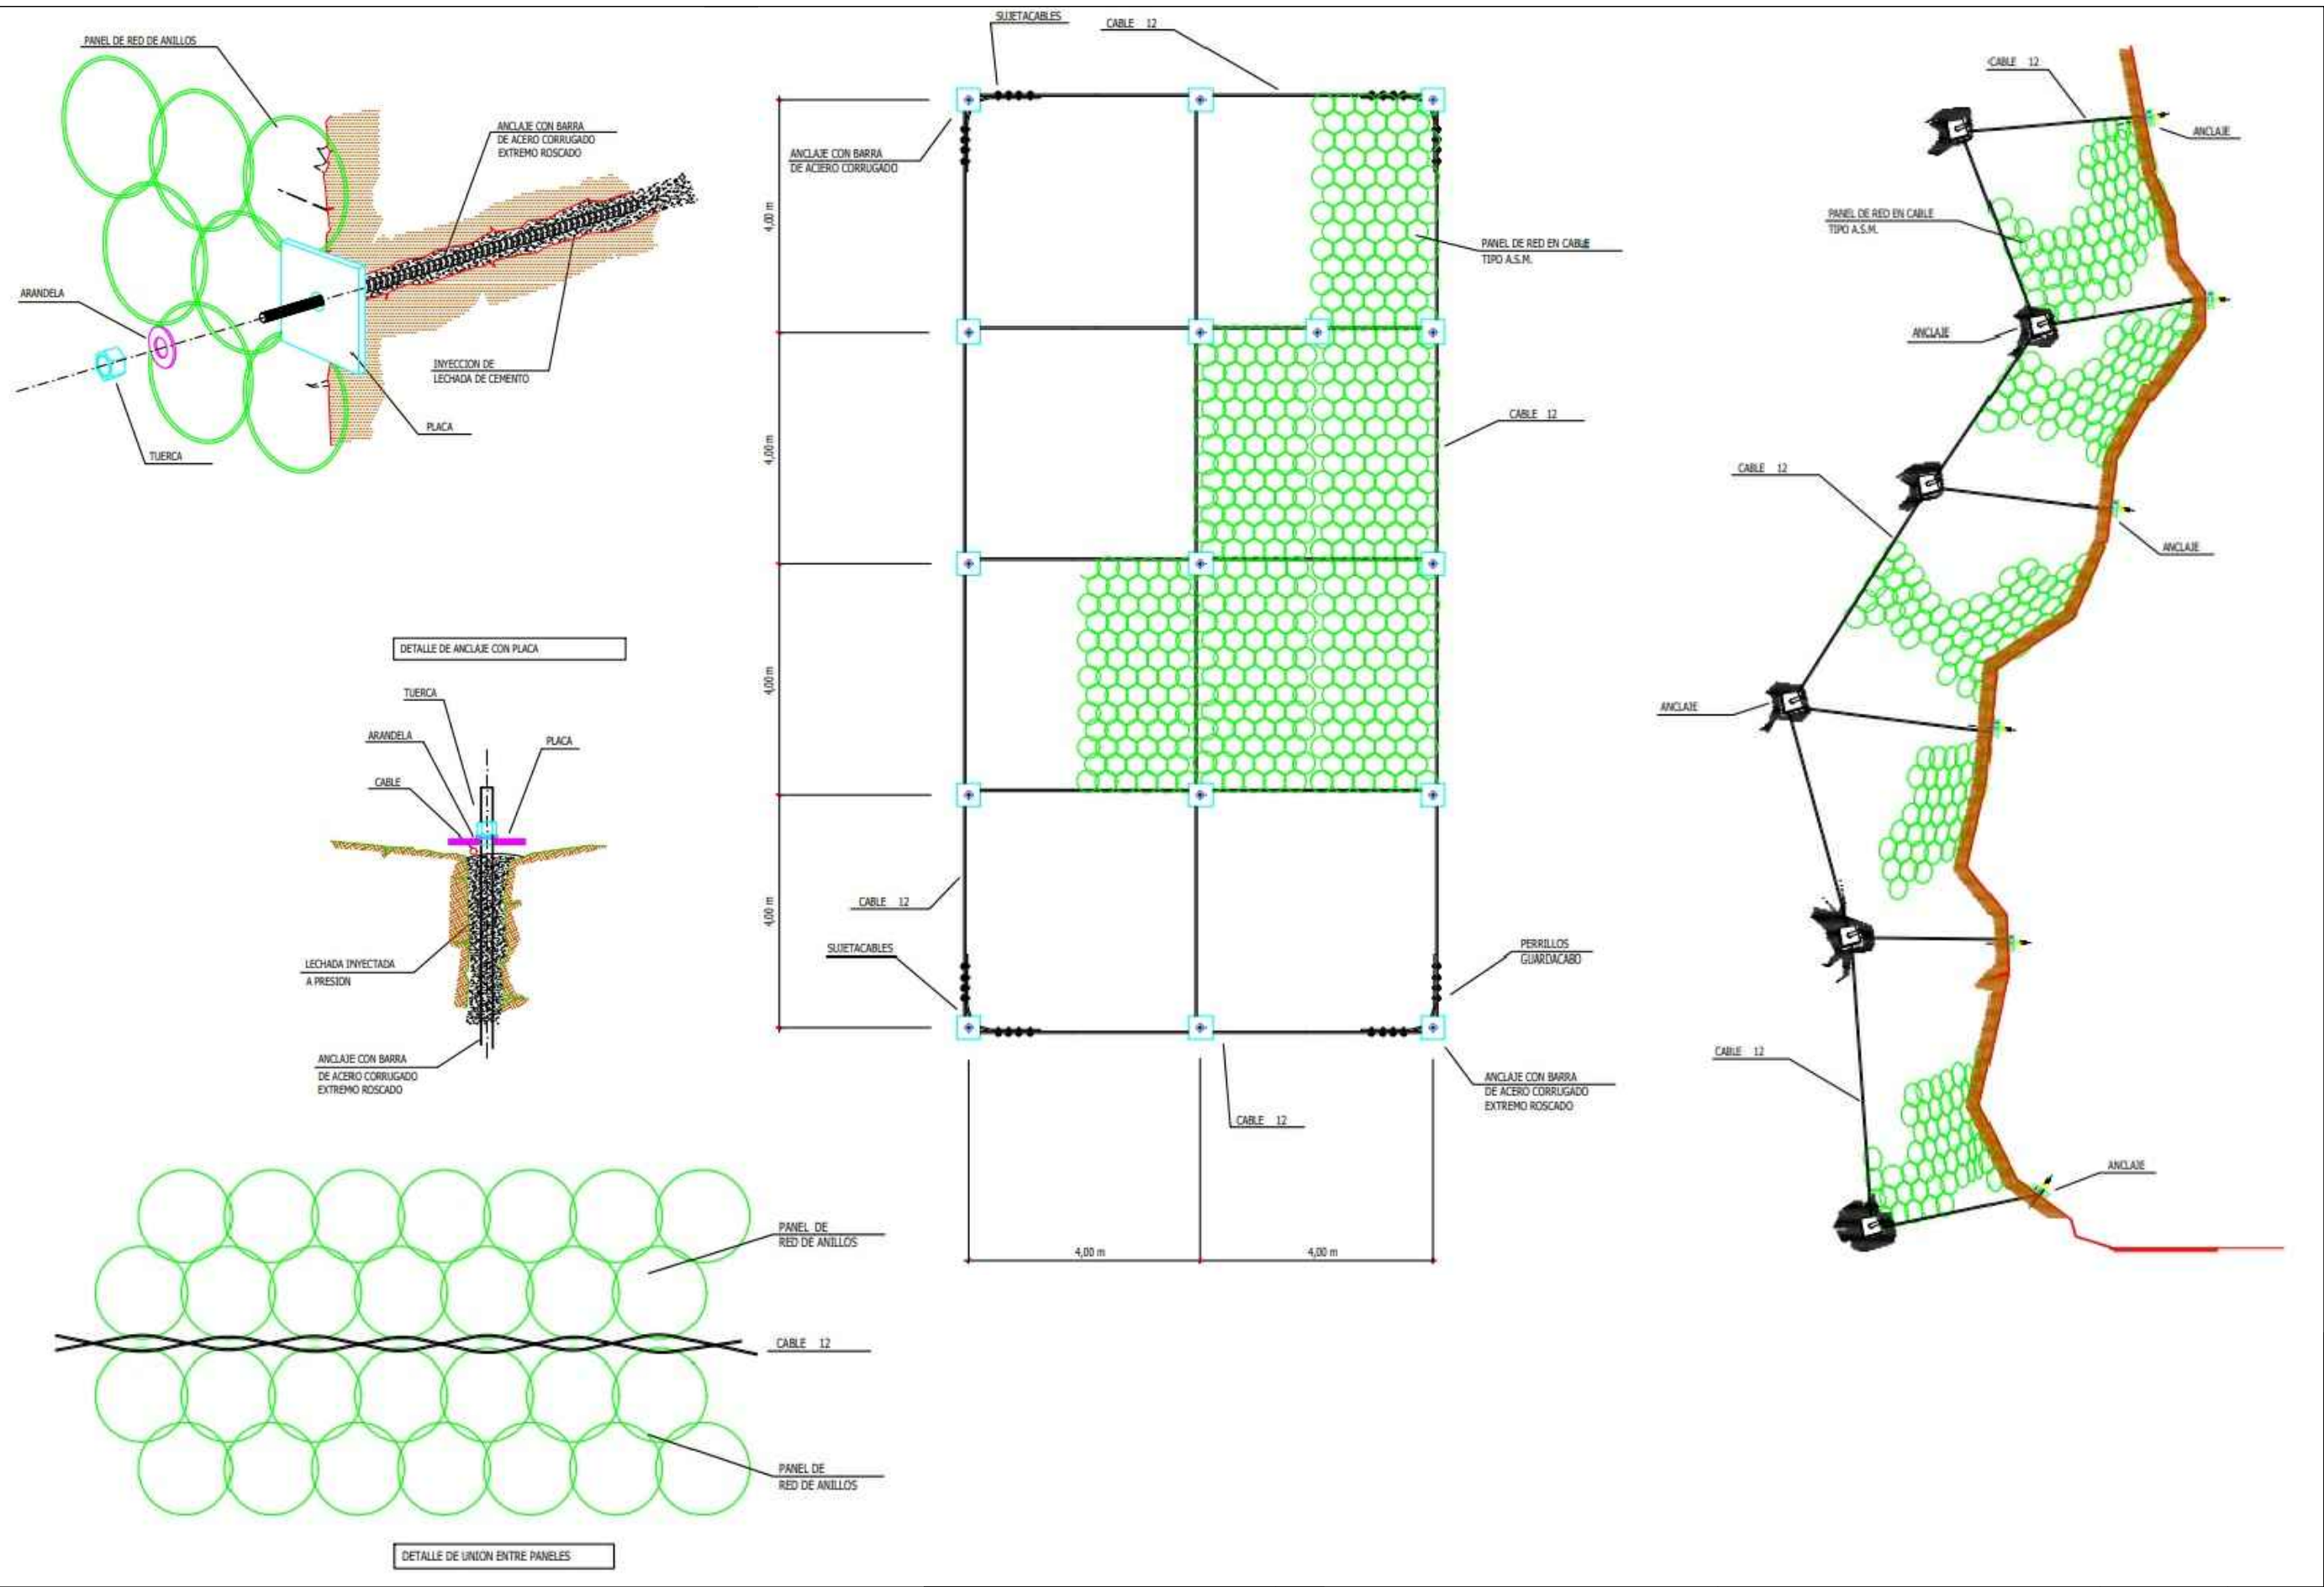 PANEL DE RED DE ANILLOS
ANCLAJE CON BARRA
DE ACERO CORRUGADO
EXTREMO ROSCADO
ARANDELA
INYECCION DE
LECHADA DE CEMENTO
PLACA
TUERCA
DETALLE DE ANCLAJE CON PLACA
TUERCA
ARANDELA
PLACA
CABLE
LECHADA INYECTADA
A PRESION
ANCLAJE CON BARRA
DE ACERO CORRUGADO
EXTREMO ROSCADO
PANEL DE
RED DE ANILLOS
CABLE 12
PANEL DE
RED DE ANILLOS
DETALLE DE UNION ENTRE PANELES
SUJETACABLES
CABLE 12
ANCLAJE CON BARRA
DE ACIERO CORRUGADO
4,00 m
PANEL DE RED EN CABLE
TIPO A.S.M.
CABLE 12
4,00 m
4,00 m
4,00 m
CABLE 12
SUJETACABLES
PERRILLOS
GUARDACABO
ANCLAJE CON BARRA
DE ACERO CORRUGADO
EXTREMO ROSCADO
CABLE 12
4,00 m
4,00 m
CABLE 12
ANCLAJE
PANEL DE RED EN CABLE
TIPO A.S.M.
ANCLAJE
CABLE 12
ANCLAJE
ANCLAJE
CABLE 12
ANCLAJE